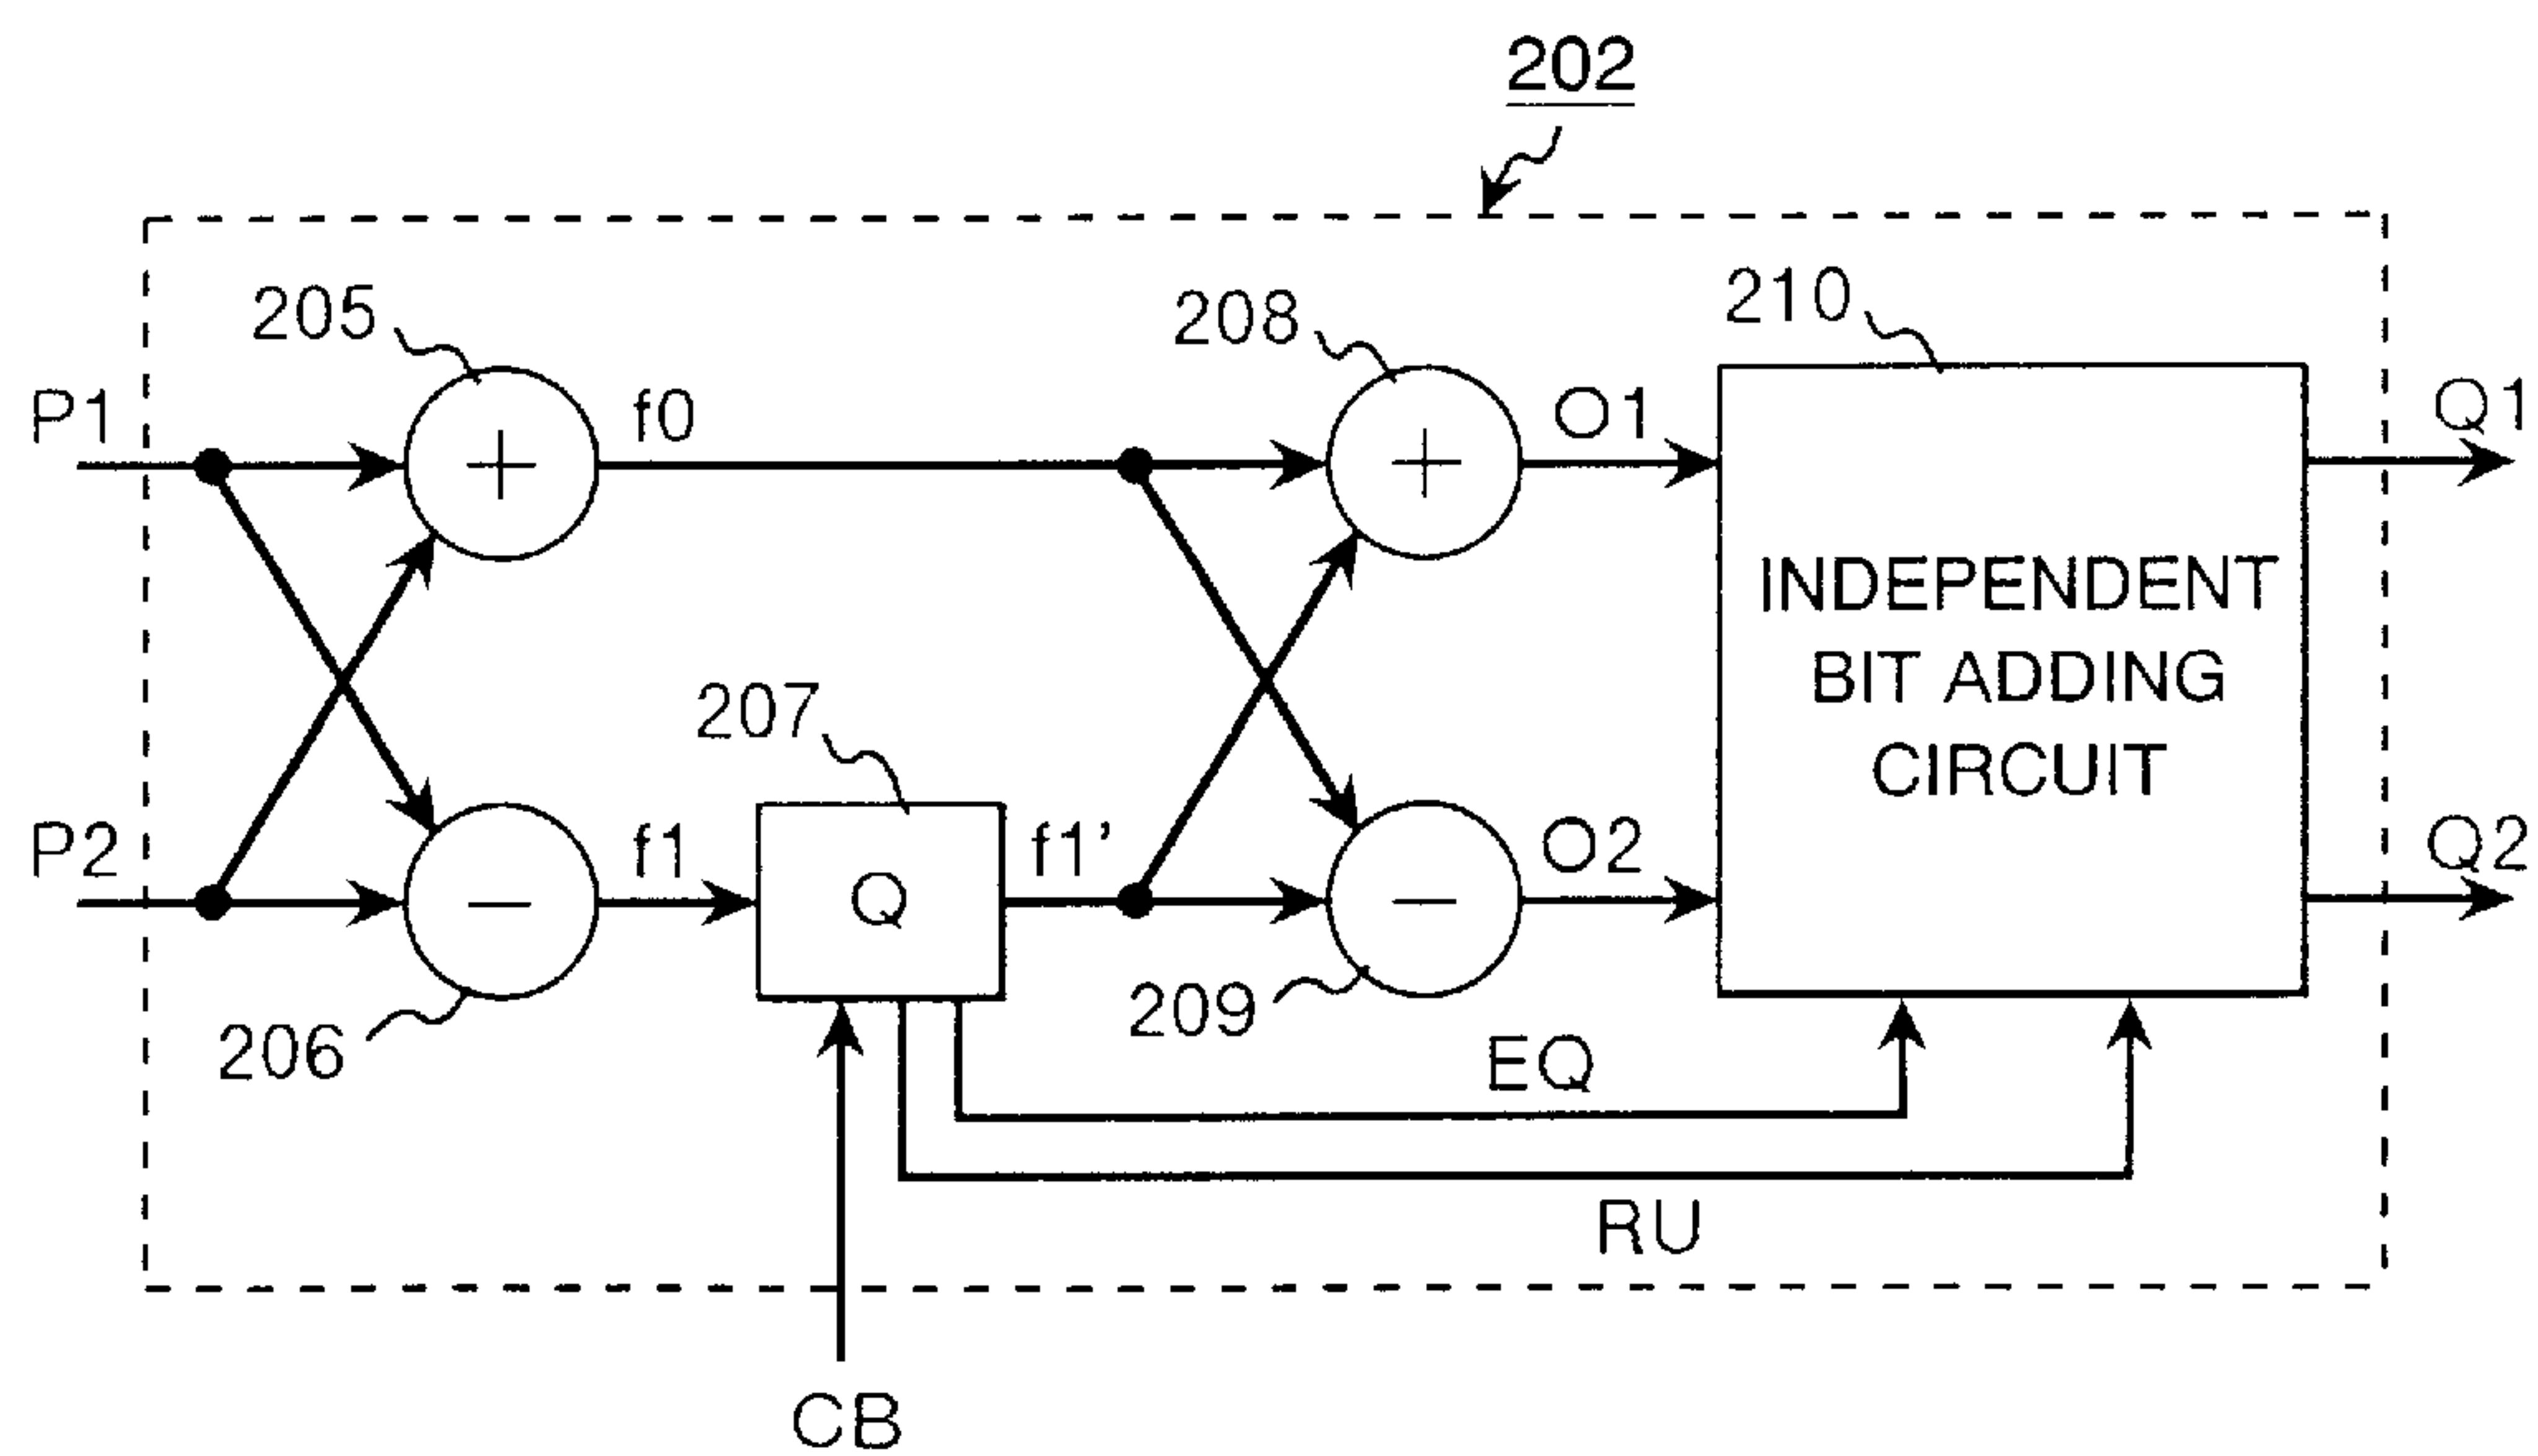 202
205
208
210
P1
+
f0
+
O1
Q1
INDEPENDENT
BIT ADDING
CIRCUIT
207
P2
−
f1
Q
f1'
−
O2
Q2
206
209
EQ
RU
CB